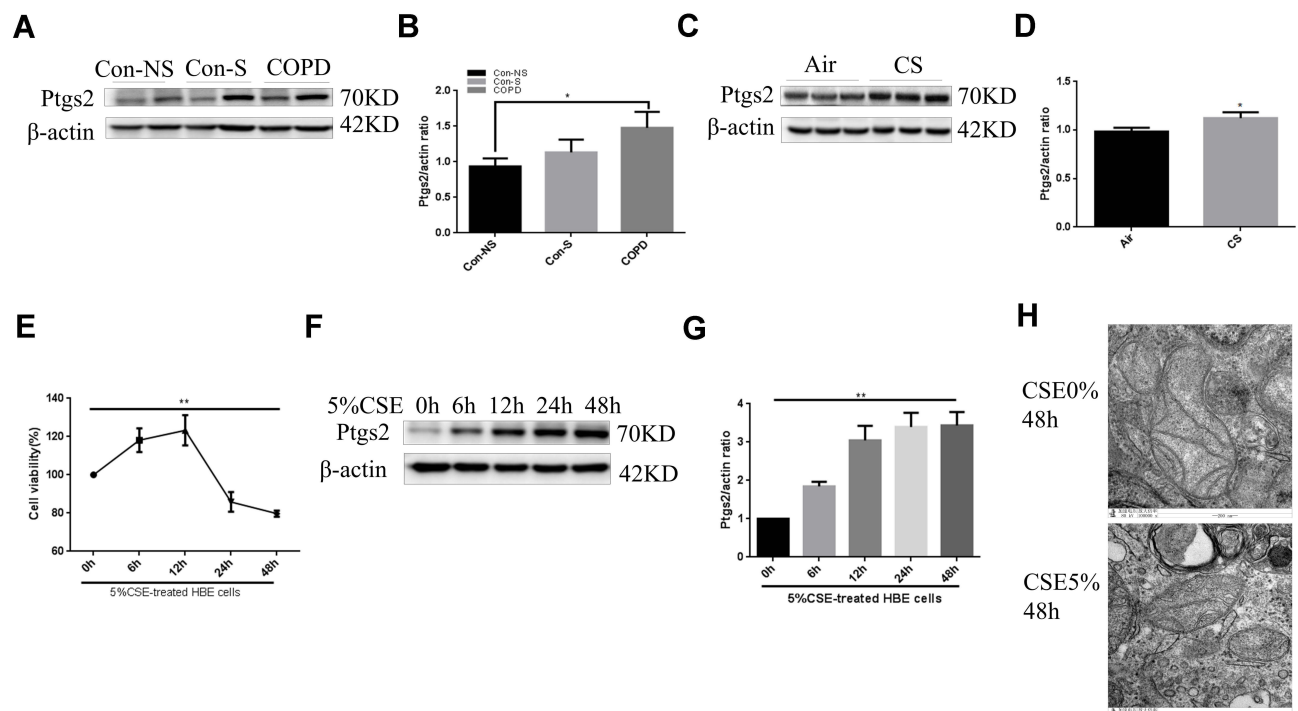 A
Con-NS Con-S COPD
Ptgs2 70KD
β-actin 42KD
B
Con-NS
Con-S
COPD
*
Ptgs2/actin ratio
2.0
1.5
1.0
0.5
0.0
Con-NS Con-S COPD
C
Air CS
Ptgs2 70KD
β-actin 42KD
D
*
Ptgs2/actin ratio
1.5
1.0
0.5
0.0
Air CS
E
**
Cell viability(%)
140
120
100
80
60
0h 6h 12h 24h 48h
5%CSE-treated HBE cells
F
5%CSE 0h 6h 12h 24h 48h
Ptgs2 70KD
β-actin 42KD
G
**
Ptgs2/actin ratio
4
3
2
1
0
0h 6h 12h 24h 48h
5%CSE-treated HBE cells
H
CSE0%
48h
CSE5%
48h